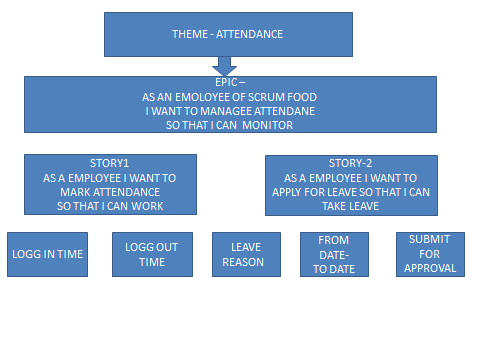 THEME - ATTENDANCE
EPIC –
AS AN EMOLOYEE OF SCRUM FOOD
I WANT TO MANAGEE ATTENDANE
SO THAT I CAN MONITOR
STORY1
AS A EMPLOYEE I WANT TO
MARK ATTENDANCE
SO THAT I CAN WORK
STORY-2
AS A EMPLOYEE I WANT TO
APPLY FOR LEAVE SO THAT I CAN
TAKE LEAVE
LOGG IN TIME
LOGG OUT
TIME
LEAVE
REASON
FROM
DATE-
TO DATE
SUBMIT
FOR
APPROVAL